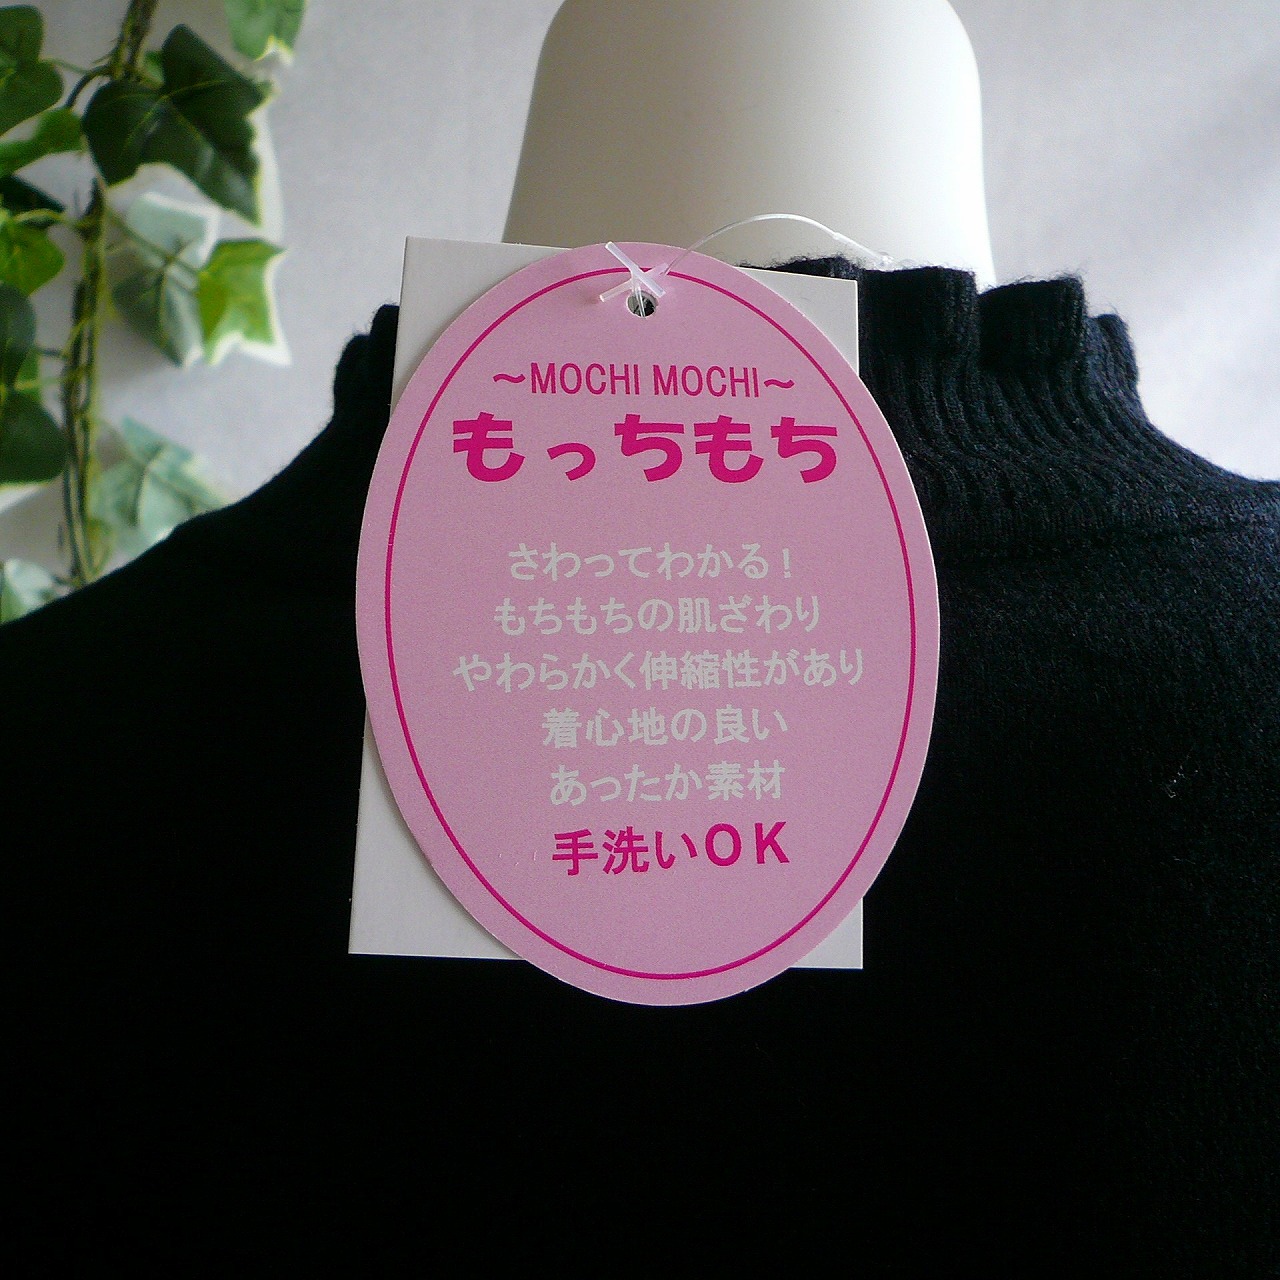 ～MOCHI MOCHI～
もっちもち
さわってわかる！
もちもちの肌ざわり
やわらかく伸縮性があり
着心地の良い
あったか素材
手洗いＯＫ